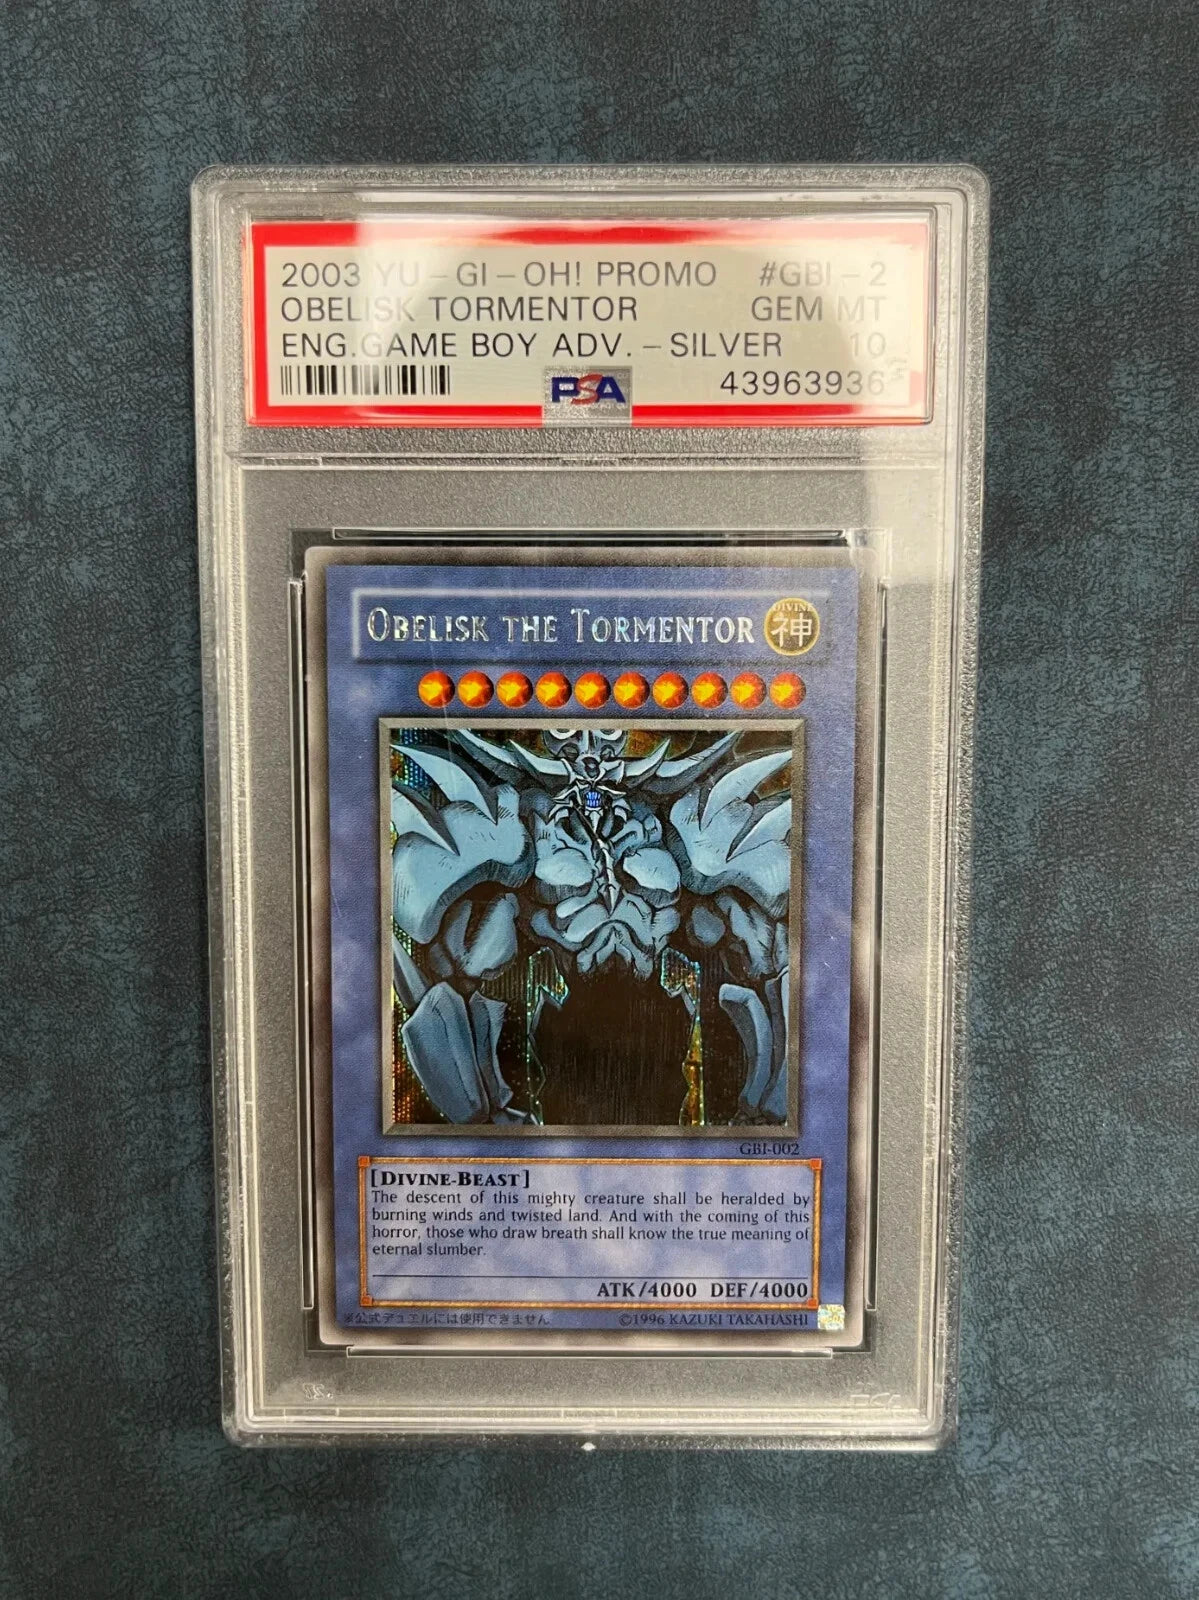 2003 YU-GI-OH! PROMO #GBI-2
OBELISK TORMENTOR GEM MT
ENG.GAME BOY ADV. -SILVER 10
PSA 43963936
OBELISK THE TORMENTOR
DIVINE
神
GBI-002
[DIVINE-BEAST]
The descent of this mighty creature shall be heralded by
burning winds and twisted land. And with the coming of this
horror, those who draw breath shall know the true meaning of
eternal slumber.
ATK/4000 DEF/4000
※公式デュエルには使用できません ©1996 KAZUKI TAKAHASHI